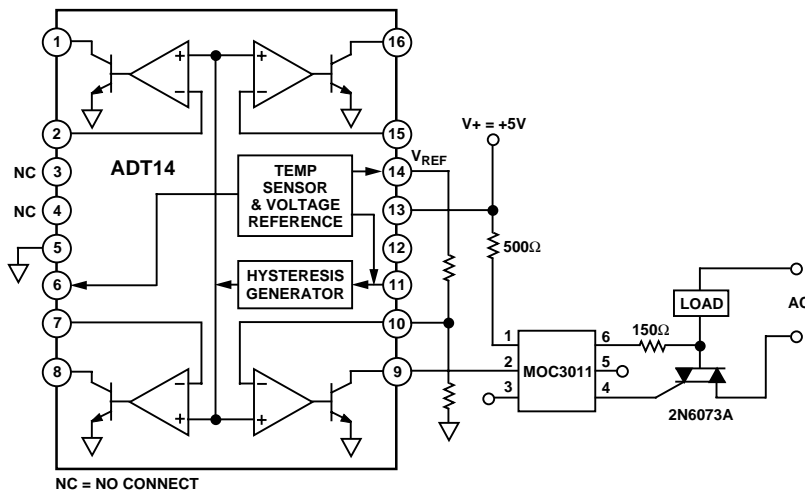 1
16
2
15
NC
3
ADT14
TEMP
SENSOR
& VOLTAGE
REFERENCE
VREF
14
V+ = +5V
NC
4
13
5
12
500Ω
6
HYSTERESIS
GENERATOR
11
LOAD
AC
7
10
1
6
150Ω
8
9
2
MOC3011
5
3
4
2N6073A
NC = NO CONNECT
+
+
−
−
−
−
+
+